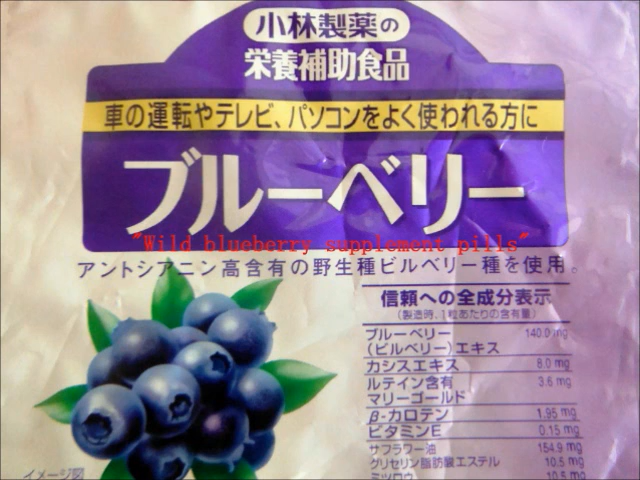 小林製薬の
栄養補助食品
車の運転やテレビ、パソコンをよく使われる方に
ブルーベリー
"Wild blueberry supplement pills"
アントシアニン高含有の野生種ビルベリー種を使用。
信頼への全成分表示
(製造時、1粒あたりの含有量)
ブルーベリー 140.0 mg
(ビルベリー)エキス
カシスエキス 8.0 mg
ルテイン含有 3.6 mg
マリーゴールド
β-カロテン 1.95 mg
ビタミンE 0.15 mg
サフラワー油 154.9 mg
グリセリン脂肪酸エステル 10.5 mg
ミツロウ 10.5 mg
イメージ図